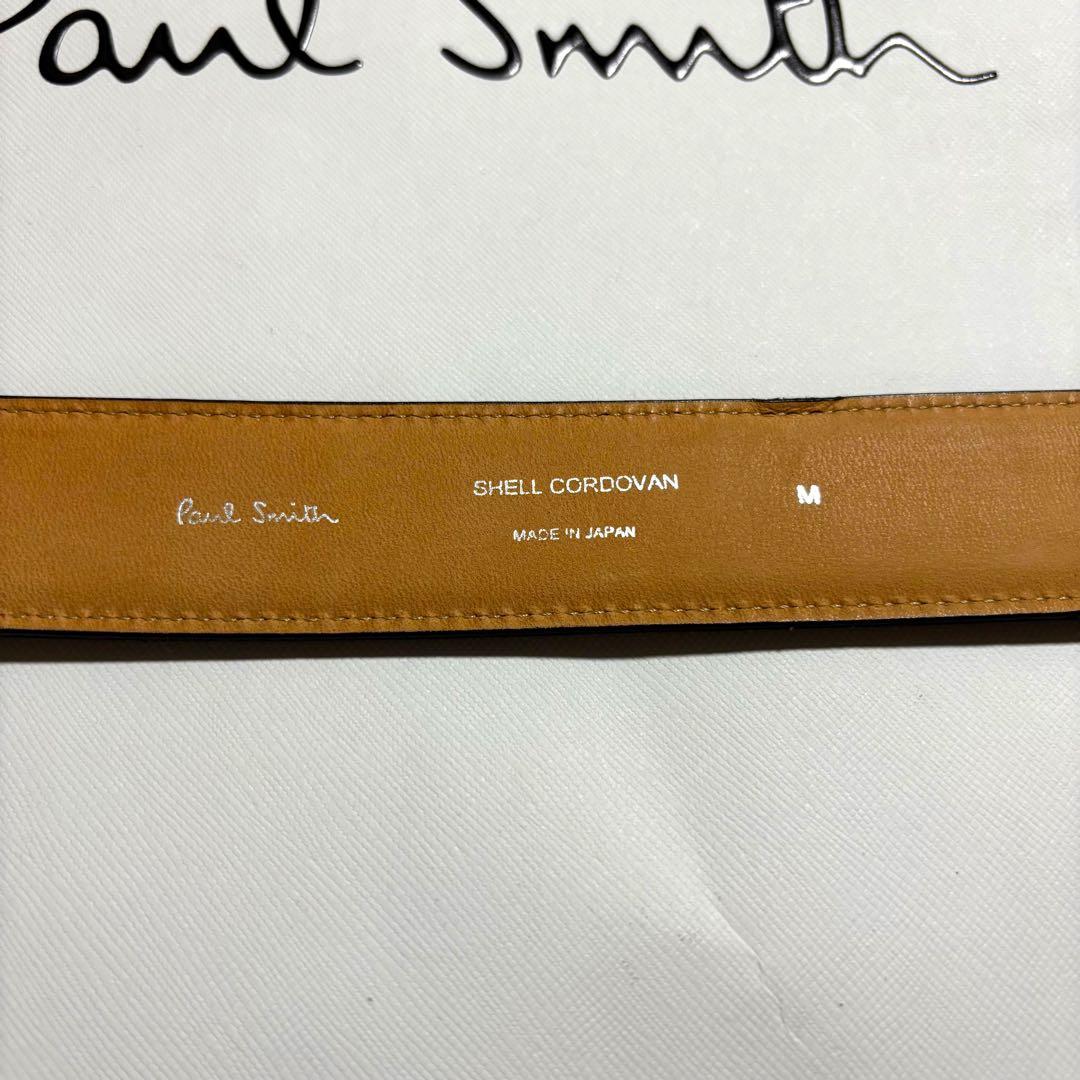 Paul Smith
Paul Smith
SHELL CORDOVAN
MADE IN JAPAN
M